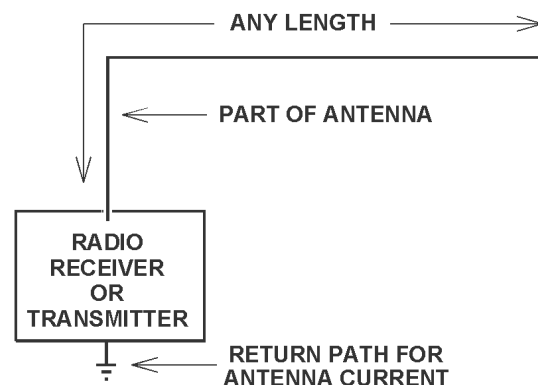 ANY LENGTH
PART OF ANTENNA
RADIO
RECEIVER
OR
TRANSMITTER
RETURN PATH FOR
ANTENNA CURRENT